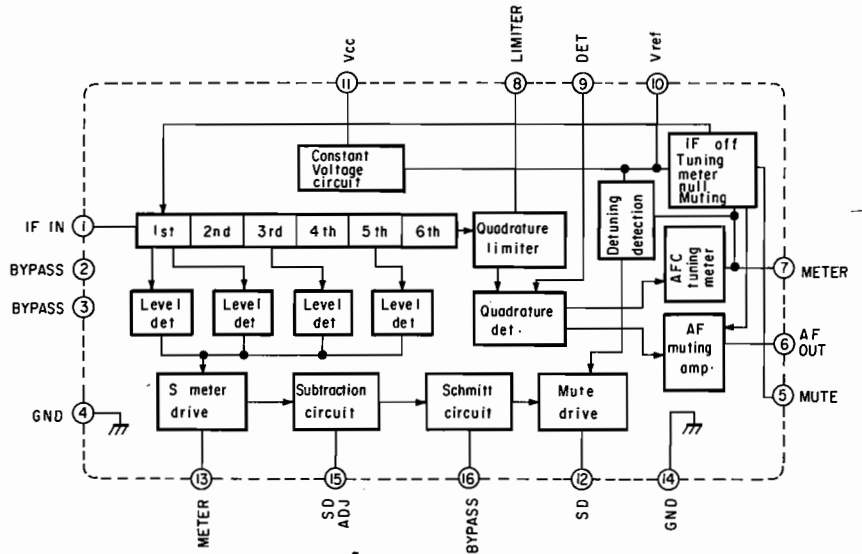 Vcc
LIMITER
DET
Vref
11
8
9
10
Constant
Voltage
circuit
iF off
Tuning
meter
null
Muting
Detuning
detection
IF IN
1
1st
2nd
3rd
4th
5th
6th
Quadrature
limiter
BYPASS
2
AFC
tuning
meter
7
METER
BYPASS
3
Level
det
Level
det
Level
det
Level
det
Quadrature
det.
AF
muting
amp.
6
AF
OUT
GND
4
S meter
drive
Subtraction
circuit
Schmitt
circuit
Mute
drive
5
MUTE
13
15
16
12
14
METER
SD
ADJ
BYPASS
SD
GND